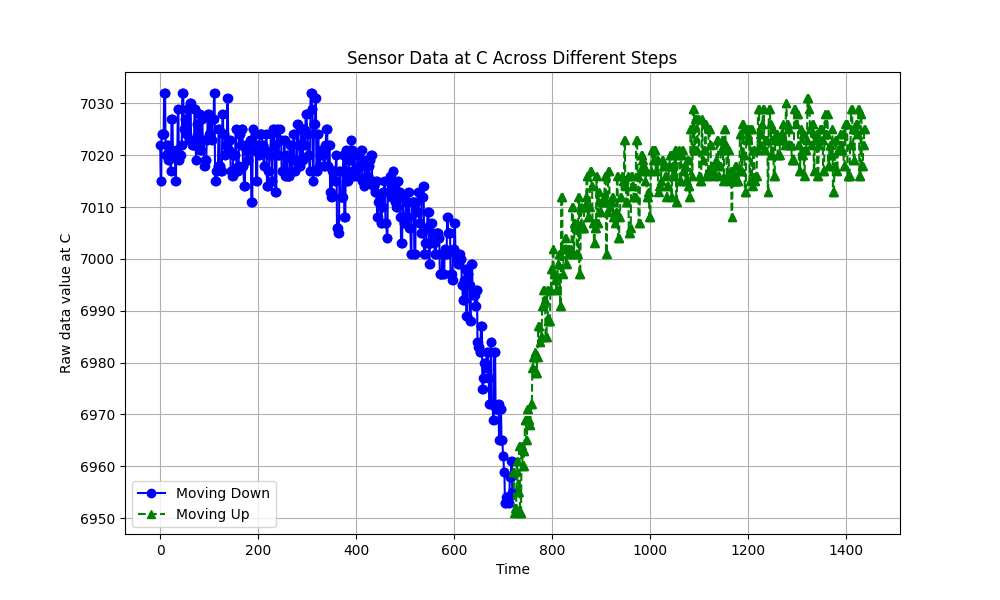 Sensor Data at C Across Different Steps
Raw data value at C
7030
7020
7010
7000
6990
6980
6970
6960
6950
Moving Down
Moving Up
0 200 400 600 800 1000 1200 1400
Time